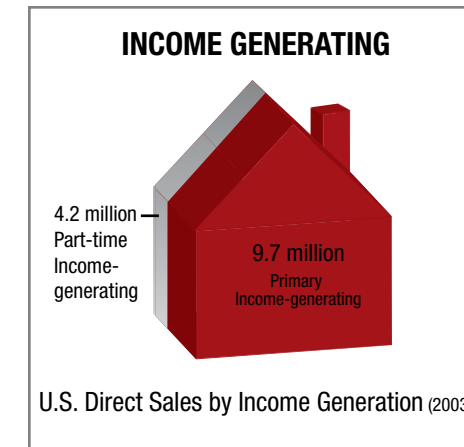 INCOME GENERATING
4.2 million
Part-time
Income-
generating
9.7 million
Primary
Income-generating
U.S. Direct Sales by Income Generation (2003